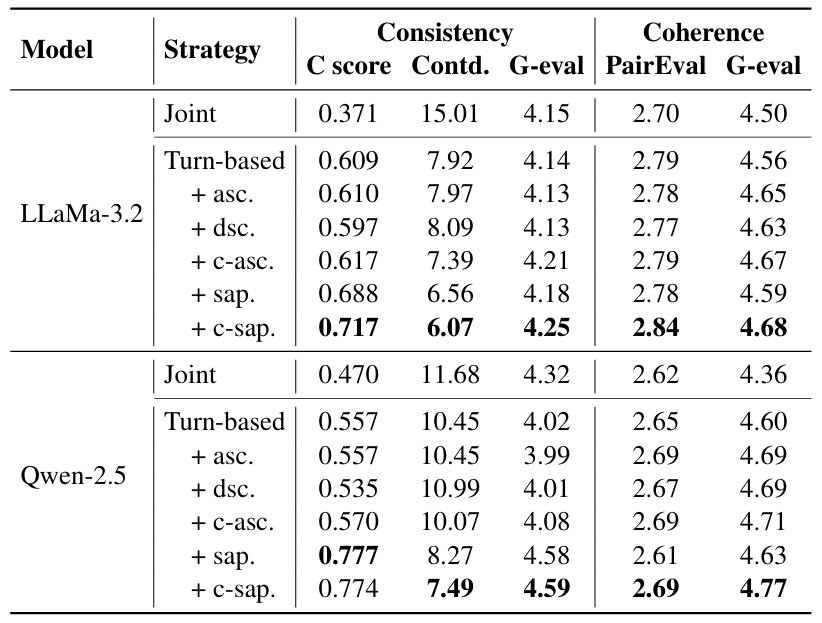 Model Strategy Consistency Coherence
C score Contd. G-eval PairEval G-eval
Joint 0.371 15.01 4.15 2.70 4.50
Turn-based 0.609 7.92 4.14 2.79 4.56
+ asc. 0.610 7.97 4.13 2.78 4.65
LLaMa-3.2 + dsc. 0.597 8.09 4.13 2.77 4.63
+ c-asc. 0.617 7.39 4.21 2.79 4.67
+ sap. 0.688 6.56 4.18 2.78 4.59
+ c-sap. 0.717 6.07 4.25 2.84 4.68
Joint 0.470 11.68 4.32 2.62 4.36
Turn-based 0.557 10.45 4.02 2.65 4.60
+ asc. 0.557 10.45 3.99 2.69 4.69
Qwen-2.5 + dsc. 0.535 10.99 4.01 2.67 4.69
+ c-asc. 0.570 10.07 4.08 2.69 4.71
+ sap. 0.777 8.27 4.58 2.61 4.63
+ c-sap. 0.774 7.49 4.59 2.69 4.77